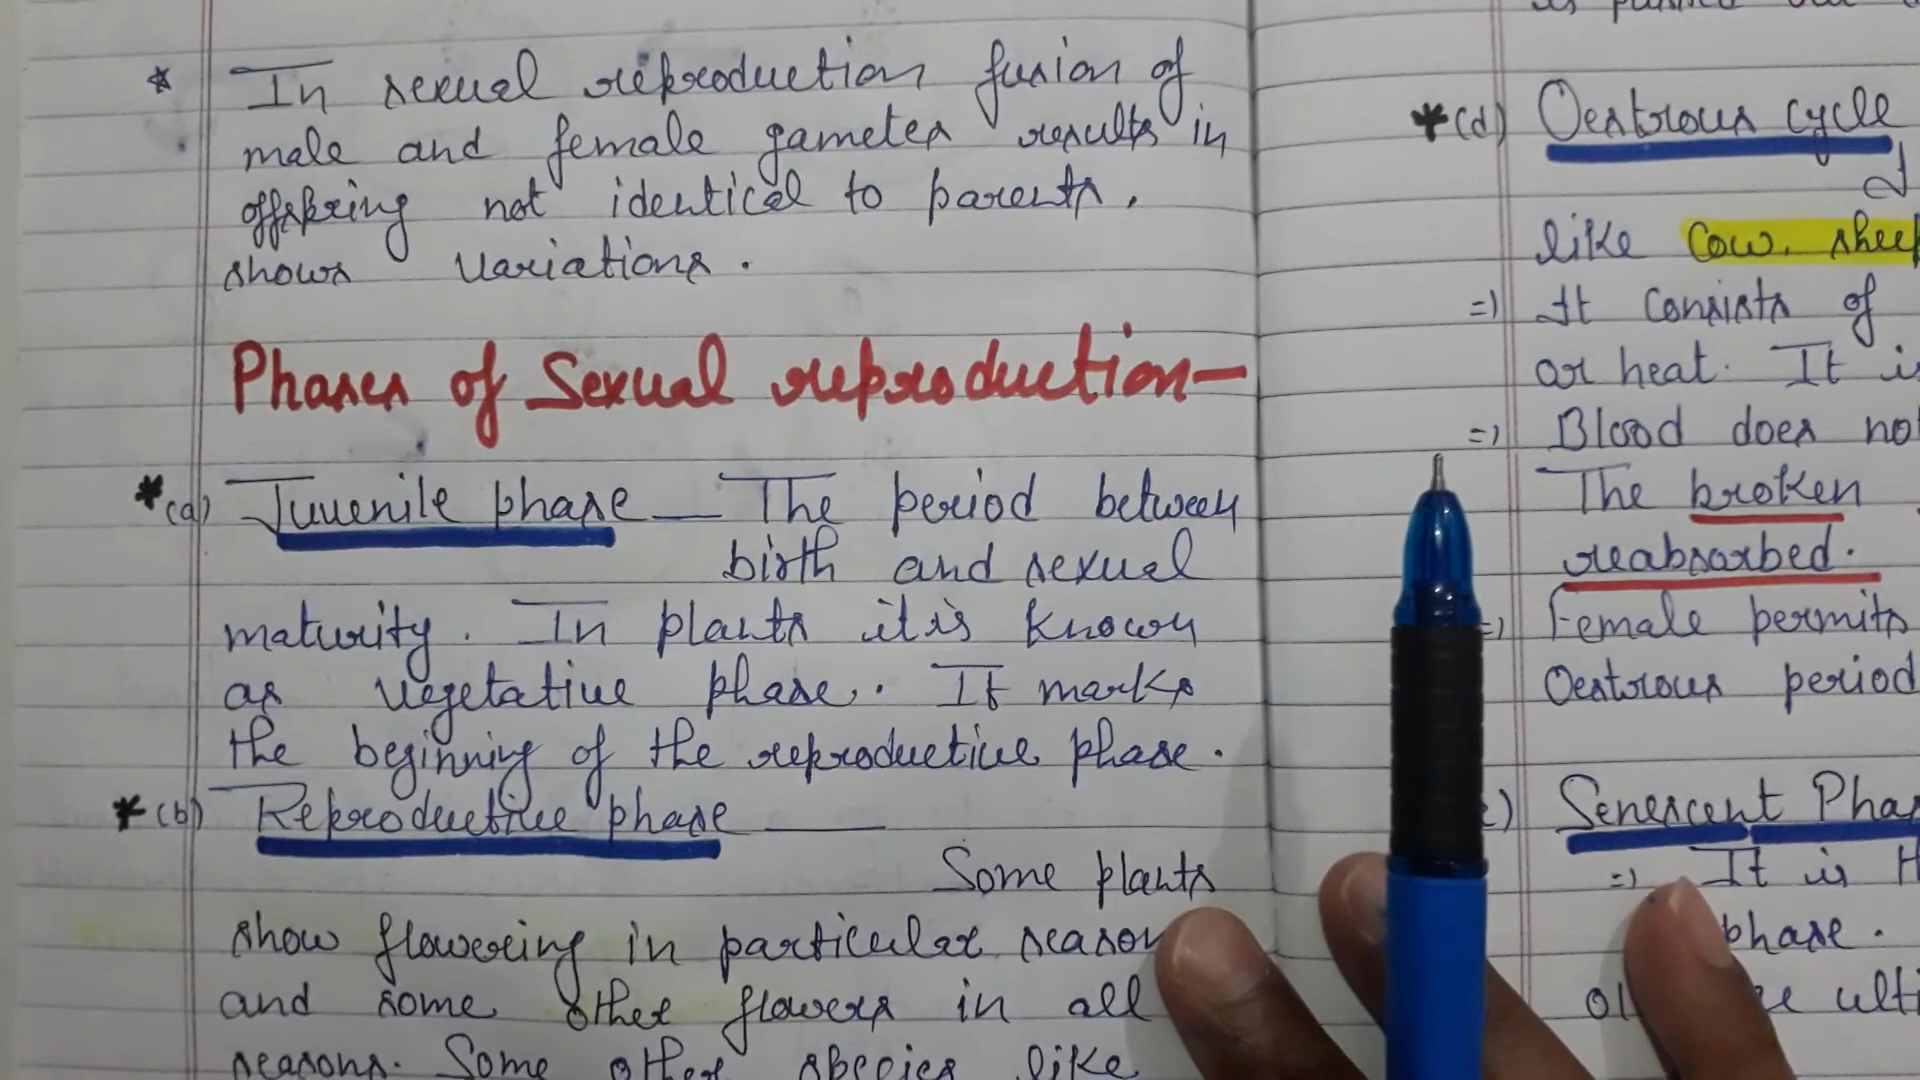 * In sexual reproduction fusion of
male and female gametes results in
offspring not identical to parents,
shows variations.
Phases of Sexual reproduction-
*(a) Juvenile phase — The period between
birth and sexual
maturity. In plants it is known
as vegetative phase. It marks
the beginning of the reproductive phase.
*(b) Reproductive phase —
Some plants
show flowering in particular season
and some other flowers in all
seasons. Some other species like
*(d) Oestrous cycle
like Cow, shee
=) It consists of
or heat. It is
=) Blood does no
The broken
reabsorbed.
=) Female permits
Oestrous period
) Senescent Phas
=) It is
phase.
ulti